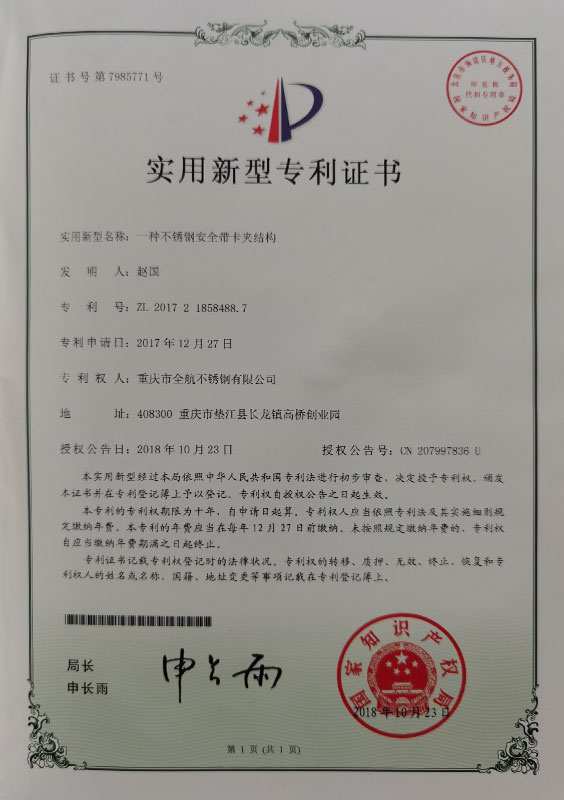 证书号第7985771号
印花税
代扣专用章
国家知识产权局
实用新型专利证书
实用新型名称：一种不锈钢安全带卡夹结构
发明人：赵国
专利号：ZL 2017 2 1858488.7
专利申请日：2017年12月27日
专利权人：重庆市全航不锈钢有限公司
地址：408300 重庆市垫江县长龙镇高桥创业园
授权公告日：2018年10月23日 授权公告号：CN 207997836 U
本实用新型经过本局依照中华人民共和国专利法进行初步审查，决定授予专利权，颁发
本证书并在专利登记簿上予以登记。专利权自授权公告之日起生效。
本专利的专利权期限为十年，自申请日起算。专利权人应当依照专利法及其实施细则规
定缴纳年费。本专利的年费应当在每年12月27日前缴纳。未按照规定缴纳年费的，专利权
自应当缴纳年费期满之日起终止。
专利证书记载专利权登记时的法律状况。专利权的转移、质押、无效、终止、恢复和专
利权人的姓名或名称、国籍、地址变更等事项记载在专利登记簿上。
局长
申长雨
申长雨
国家知识产权局
2018年10月23日
第1页(共1页)